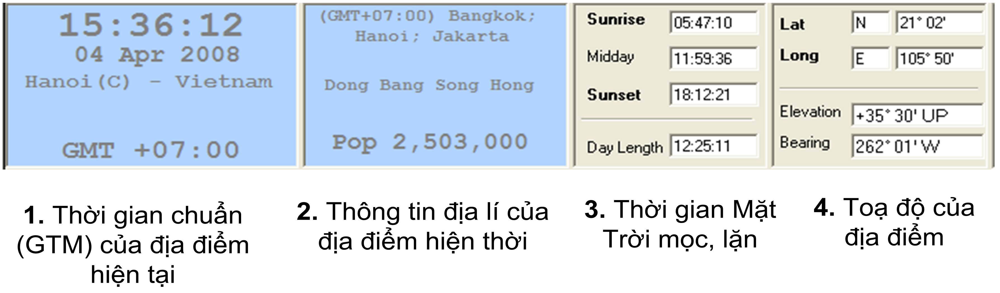 15:36:12
04 Apr 2008
Hanoi(C) - Vietnam
GMT +07:00
(GMT+07:00) Bangkok;
Hanoi; Jakarta
Dong Bang Song Hong
Pop 2,503,000
Sunrise 05:47:10
Midday 11:59:36
Sunset 18:12:21
Day Length 12:25:11
Lat N 21° 02'
Long E 105° 50'
Elevation +35° 30' UP
Bearing 262° 01' W
1. Thời gian chuẩn
(GTM) của địa điểm
hiện tại
2. Thông tin địa lí của
địa điểm hiện thời
3. Thời gian Mặt
Trời mọc, lặn
4. Toạ độ của
địa điểm